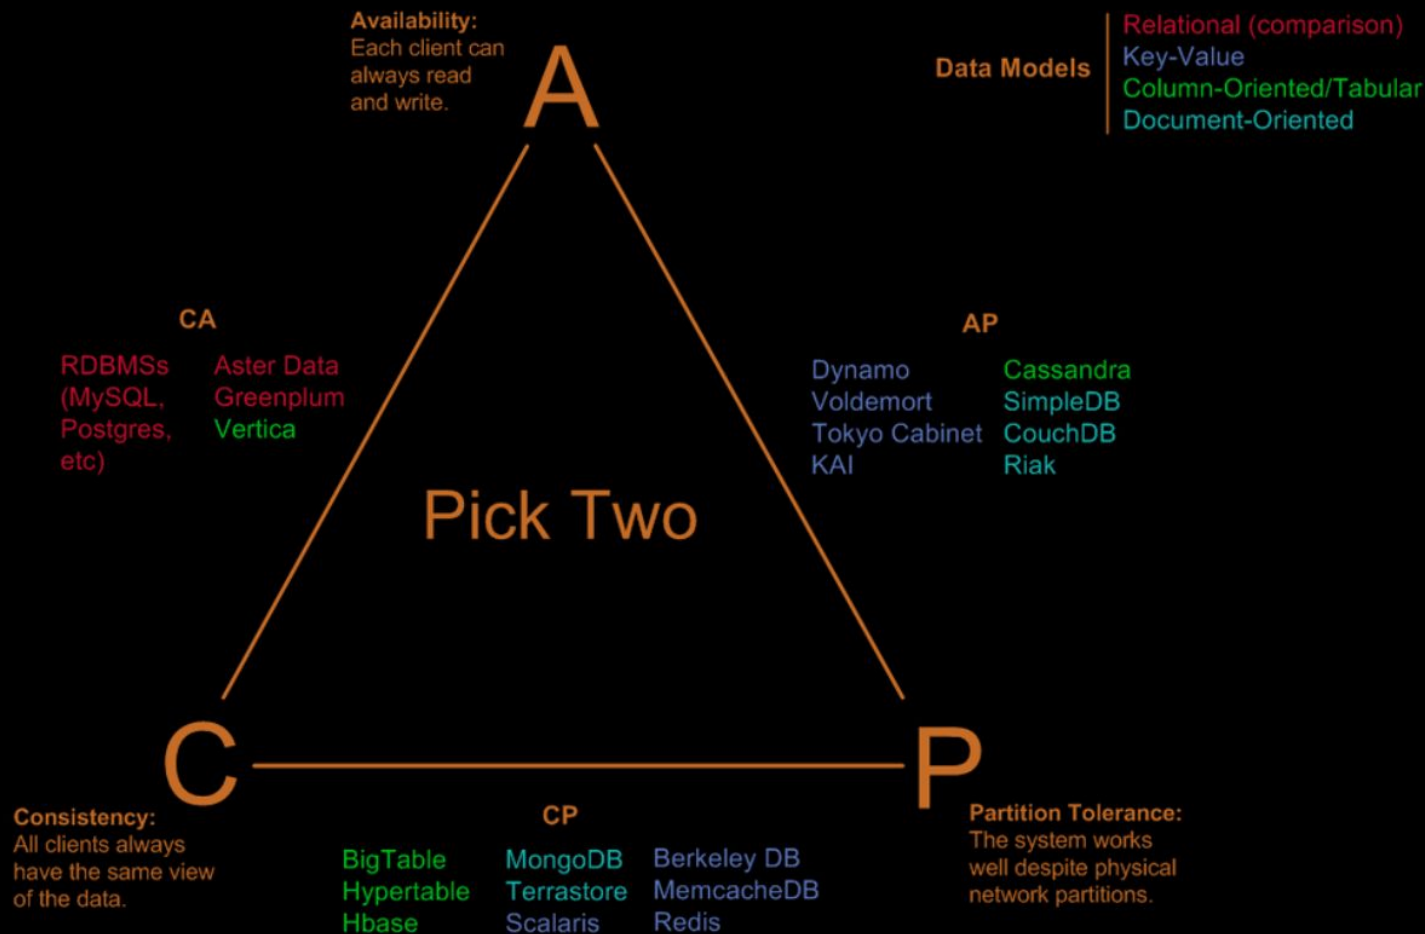 Availability:
Each client can
always read
and write.
A
Data Models
Relational (comparison)
Key-Value
Column-Oriented/Tabular
Document-Oriented
CA
RDBMSs
(MySQL,
Postgres,
etc)
Aster Data
Greenplum
Vertica
AP
Dynamo
Voldemort
Tokyo Cabinet
KAI
Cassandra
SimpleDB
CouchDB
Riak
Pick Two
C
P
Consistency:
All clients always
have the same view
of the data.
CP
BigTable
Hypertable
Hbase
MongoDB
Terrastore
Scalaris
Berkeley DB
MemcacheDB
Redis
Partition Tolerance:
The system works
well despite physical
network partitions.